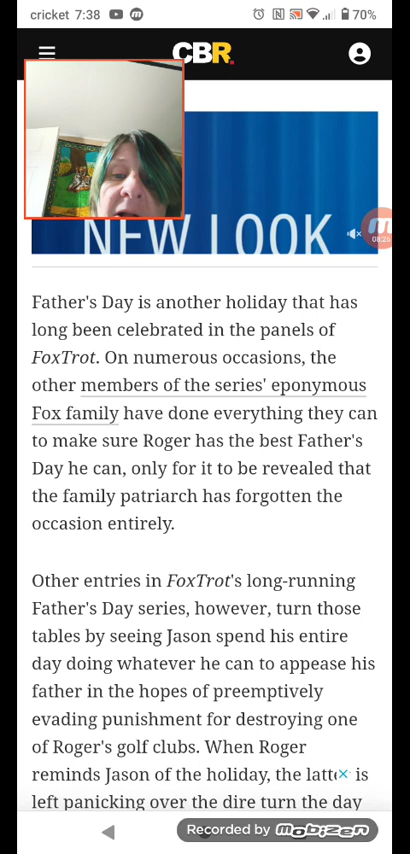 cricket 7:38 70%
CBR
NEW LOOK
08:25
Father's Day is another holiday that has
long been celebrated in the panels of
FoxTrot. On numerous occasions, the
other members of the series' eponymous
Fox family have done everything they can
to make sure Roger has the best Father's
Day he can, only for it to be revealed that
the family patriarch has forgotten the
occasion entirely.
Other entries in FoxTrot's long-running
Father's Day series, however, turn those
tables by seeing Jason spend his entire
day doing whatever he can to appease his
father in the hopes of preemptively
evading punishment for destroying one
of Roger's golf clubs. When Roger
reminds Jason of the holiday, the latte is
left panicking over the dire turn the day
Recorded by mobizen